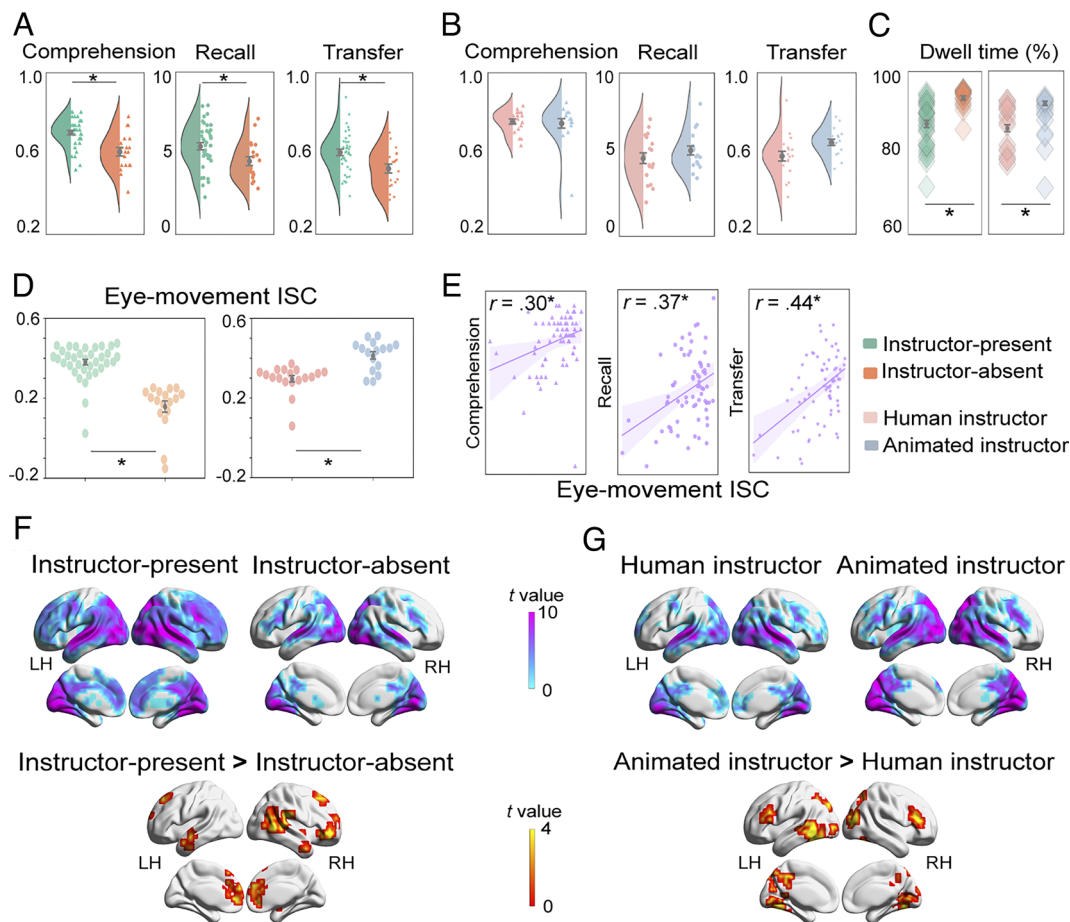 A
B
C
Comprehension
Recall
Transfer
Comprehension
Recall
Transfer
Dwell time (%)
1.0
0.6
0.2
*
10
5
0
*
1.0
0.6
0.2
*
1.0
0.6
0.2
10
5
0
1.0
0.6
0.2
100
80
60
*
*
D
Eye-movement ISC
0.6
0.2
-0.2
*
0.6
0.2
-0.2
*
E
r = .30*
r = .37*
r = .44*
Comprehension
Recall
Transfer
Eye-movement ISC
Instructor-present
Instructor-absent
Human instructor
Animated instructor
F
Instructor-present
Instructor-absent
t value
10
0
LH
RH
Instructor-present > Instructor-absent
t value
4
0
LH
RH
G
Human instructor
Animated instructor
LH
RH
Animated instructor > Human instructor
LH
RH